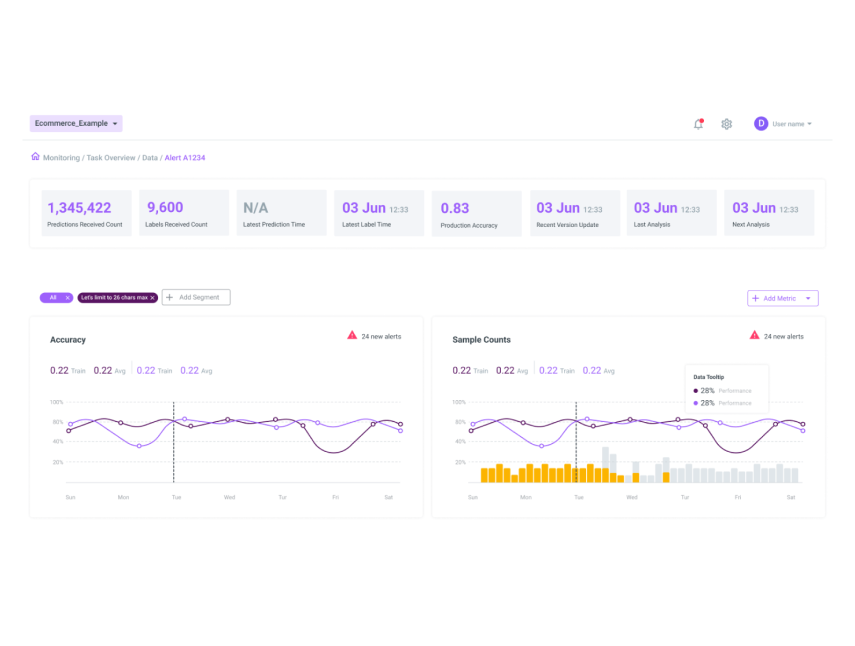 Ecommerce_Example
D User name
Monitoring / Task Overview / Data / Alert A1234
1,345,422
Predictions Received Count
9,600
Labels Received Count
N/A
Latest Prediction Time
03 Jun 12:33
Latest Label Time
0.83
Production Accuracy
03 Jun 12:33
Recent Version Update
03 Jun 12:33
Last Analysis
03 Jun 12:33
Next Analysis
All ×
Let's limit to 26 chars max ×
+ Add Segment
+ Add Metric
Accuracy
24 new alerts
0.22 Train 0.22 Avg 0.22 Train 0.22 Avg
100%
80%
40%
20%
Sun Mon Tue Wed Tur Fri Sat
Sample Counts
24 new alerts
0.22 Train 0.22 Avg 0.22 Train 0.22 Avg
Data Tooltip
28% Performance
28% Performance
100%
80%
40%
20%
Sun Mon Tue Wed Tur Fri Sat